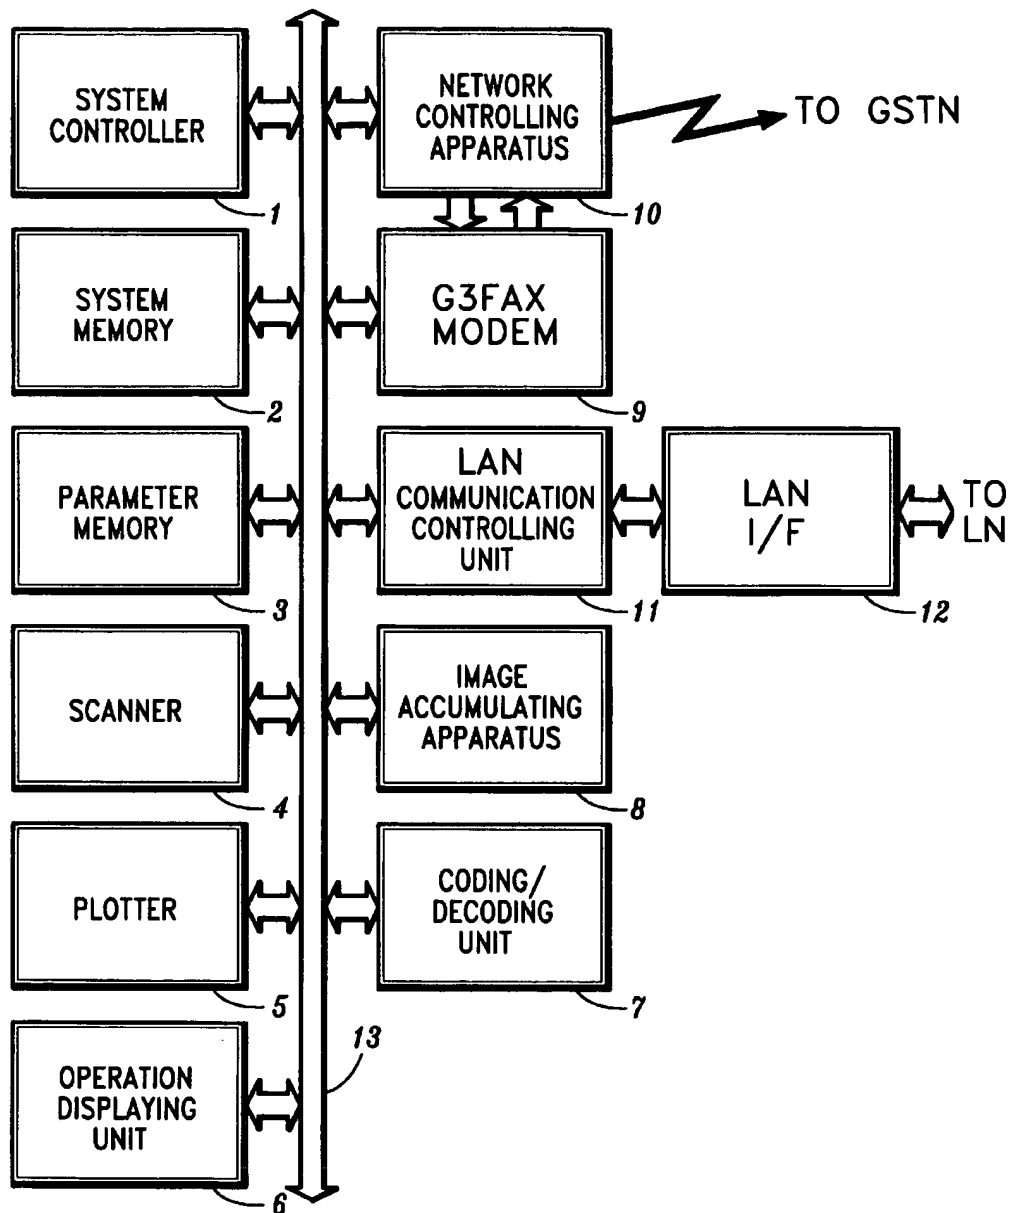 SYSTEM
CONTROLLER
1
NETWORK
CONTROLLING
APPARATUS
10
TO GSTN
SYSTEM
MEMORY
2
G3FAX
MODEM
9
PARAMETER
MEMORY
3
LAN
COMMUNICATION
CONTROLLING
UNIT
11
LAN
I/F
12
TO
LN
SCANNER
4
IMAGE
ACCUMULATING
APPARATUS
8
PLOTTER
5
CODING/
DECODING
UNIT
7
OPERATION
DISPLAYING
UNIT
6
13